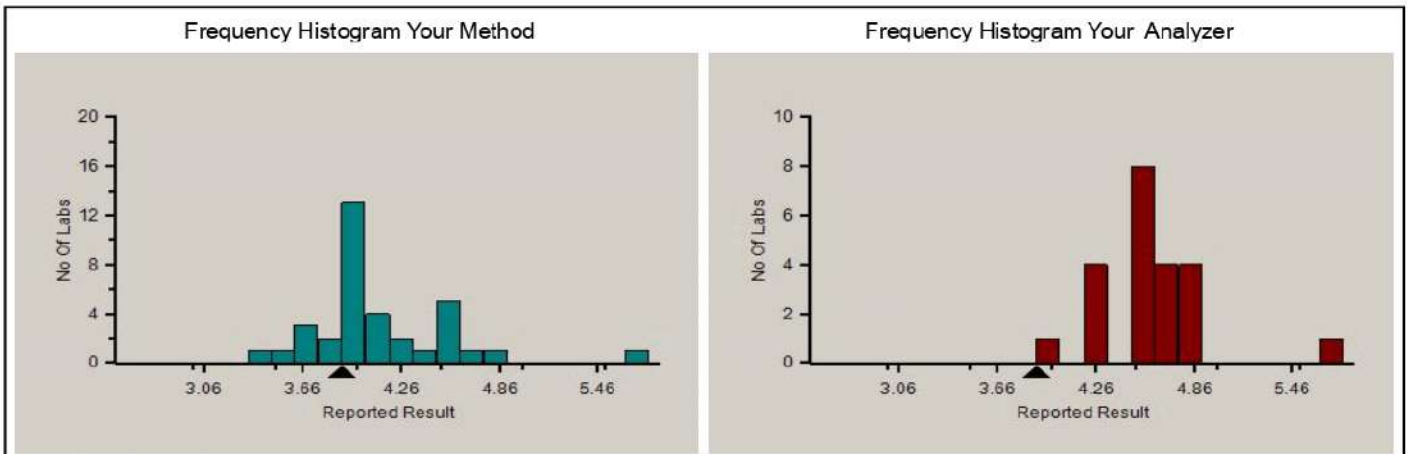 Frequency Histogram Your Method
20
16
12
8
4
0
No Of Labs
3.06 3.66 4.26 4.86 5.46
Reported Result
Frequency Histogram Your Analyzer
10
8
6
4
2
0
No Of Labs
3.06 3.66 4.26 4.86 5.46
Reported Result